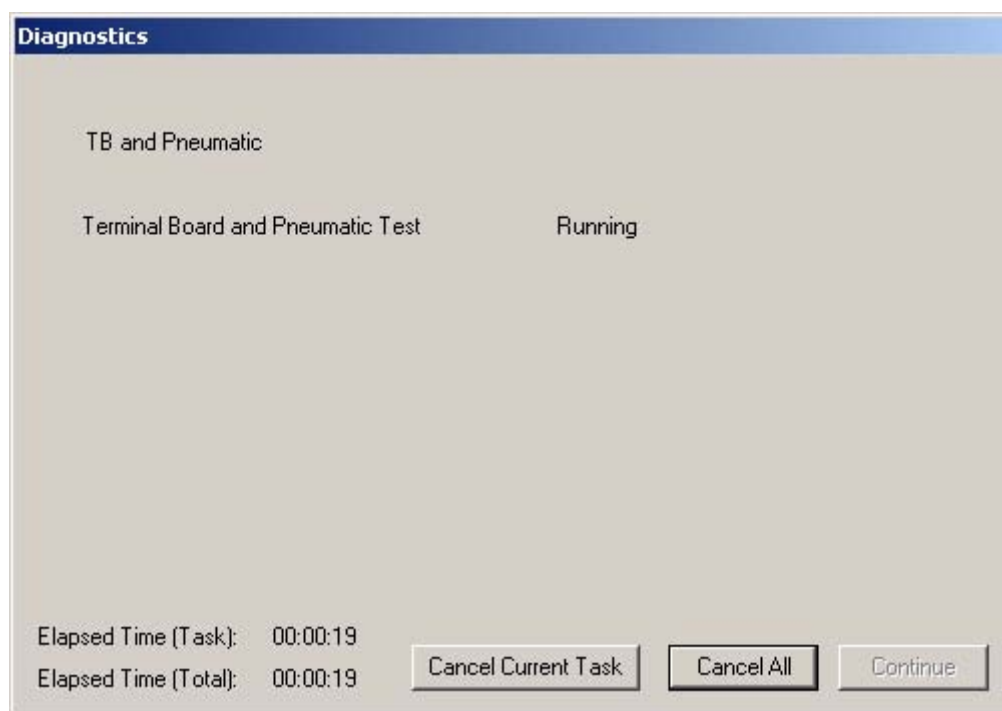 Diagnostics
TB and Pneumatic
Terminal Board and Pneumatic Test Running
Elapsed Time (Task): 00:00:19
Elapsed Time (Total): 00:00:19
Cancel Current Task Cancel All Continue